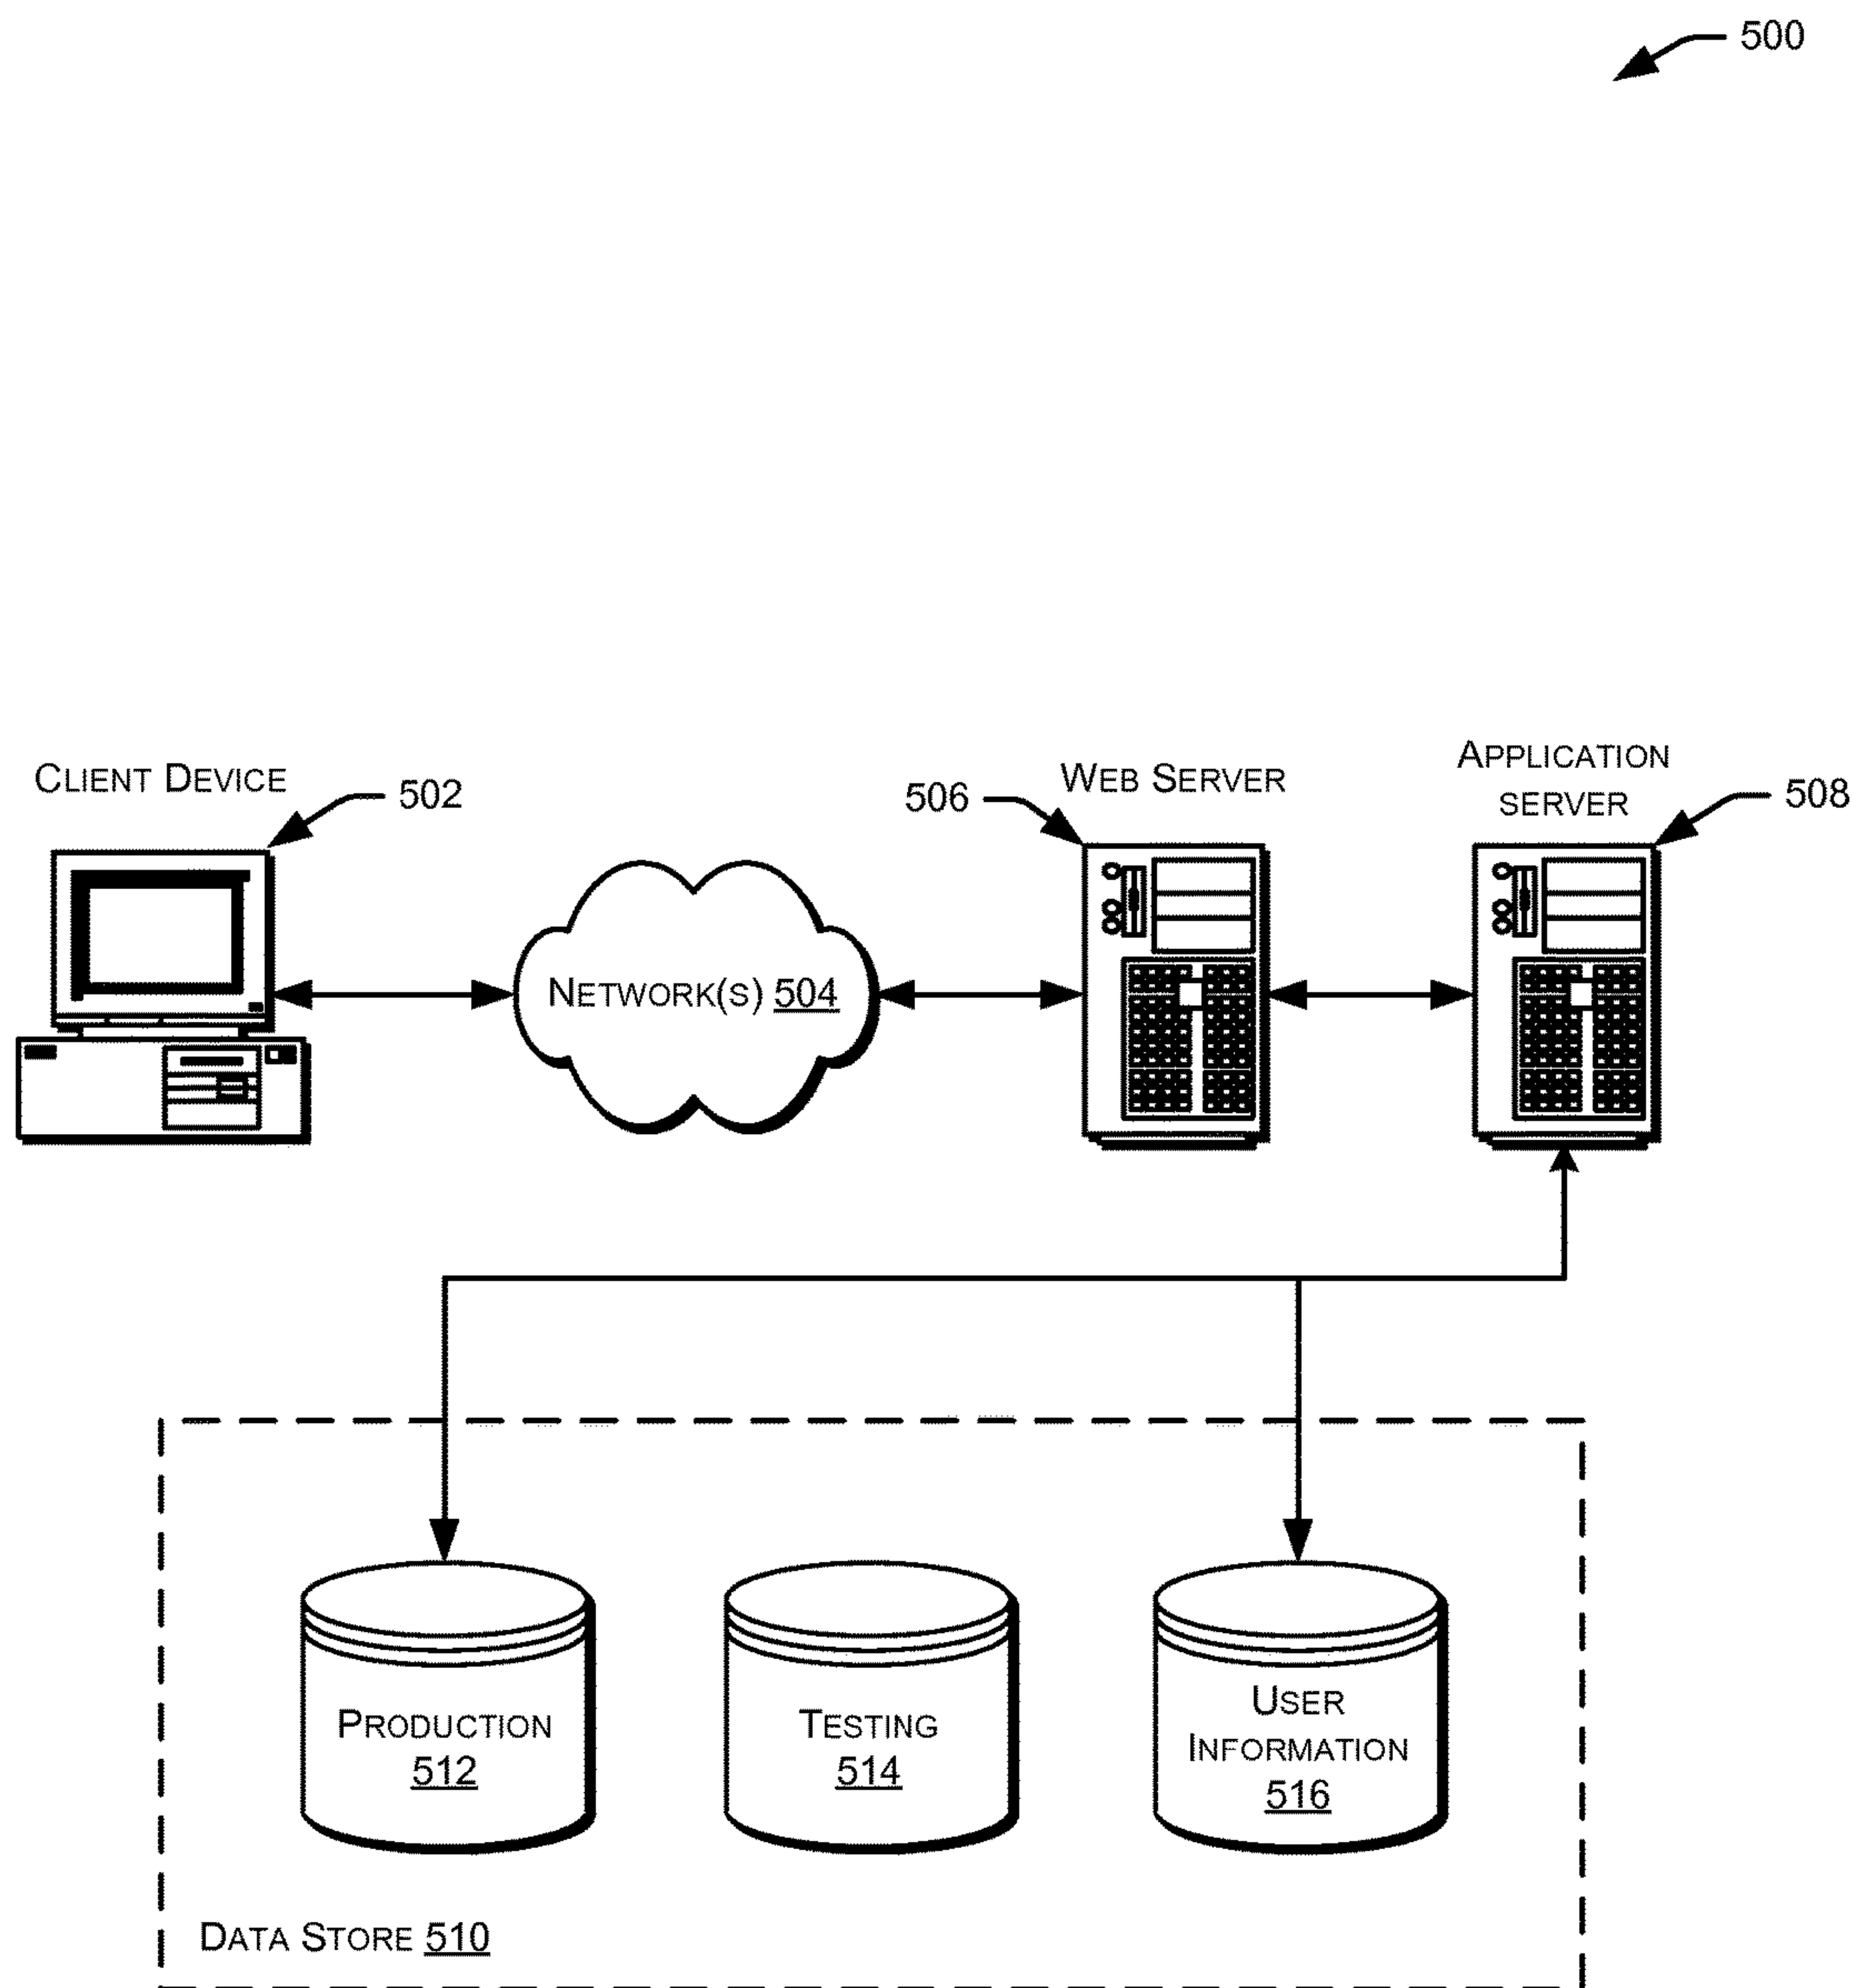 500
CLIENT DEVICE
502
506
WEB SERVER
APPLICATION
SERVER
508
NETWORK(S) 504
PRODUCTION
512
TESTING
514
USER
INFORMATION
516
DATA STORE 510